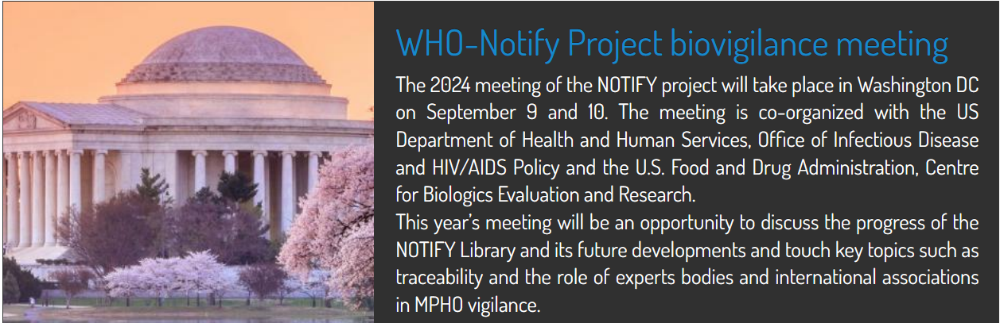 WHO-Notify Project biovigilance meeting
The 2024 meeting of the NOTIFY project will take place in Washington DC
on September 9 and 10. The meeting is co-organized with the US
Department of Health and Human Services, Office of Infectious Disease
and HIV/AIDS Policy and the U.S. Food and Drug Administration, Centre
for Biologics Evaluation and Research.
This year's meeting will be an opportunity to discuss the progress of the
NOTIFY Library and its future developments and touch key topics such as
traceability and the role of experts bodies and international associations
in MPHO vigilance.